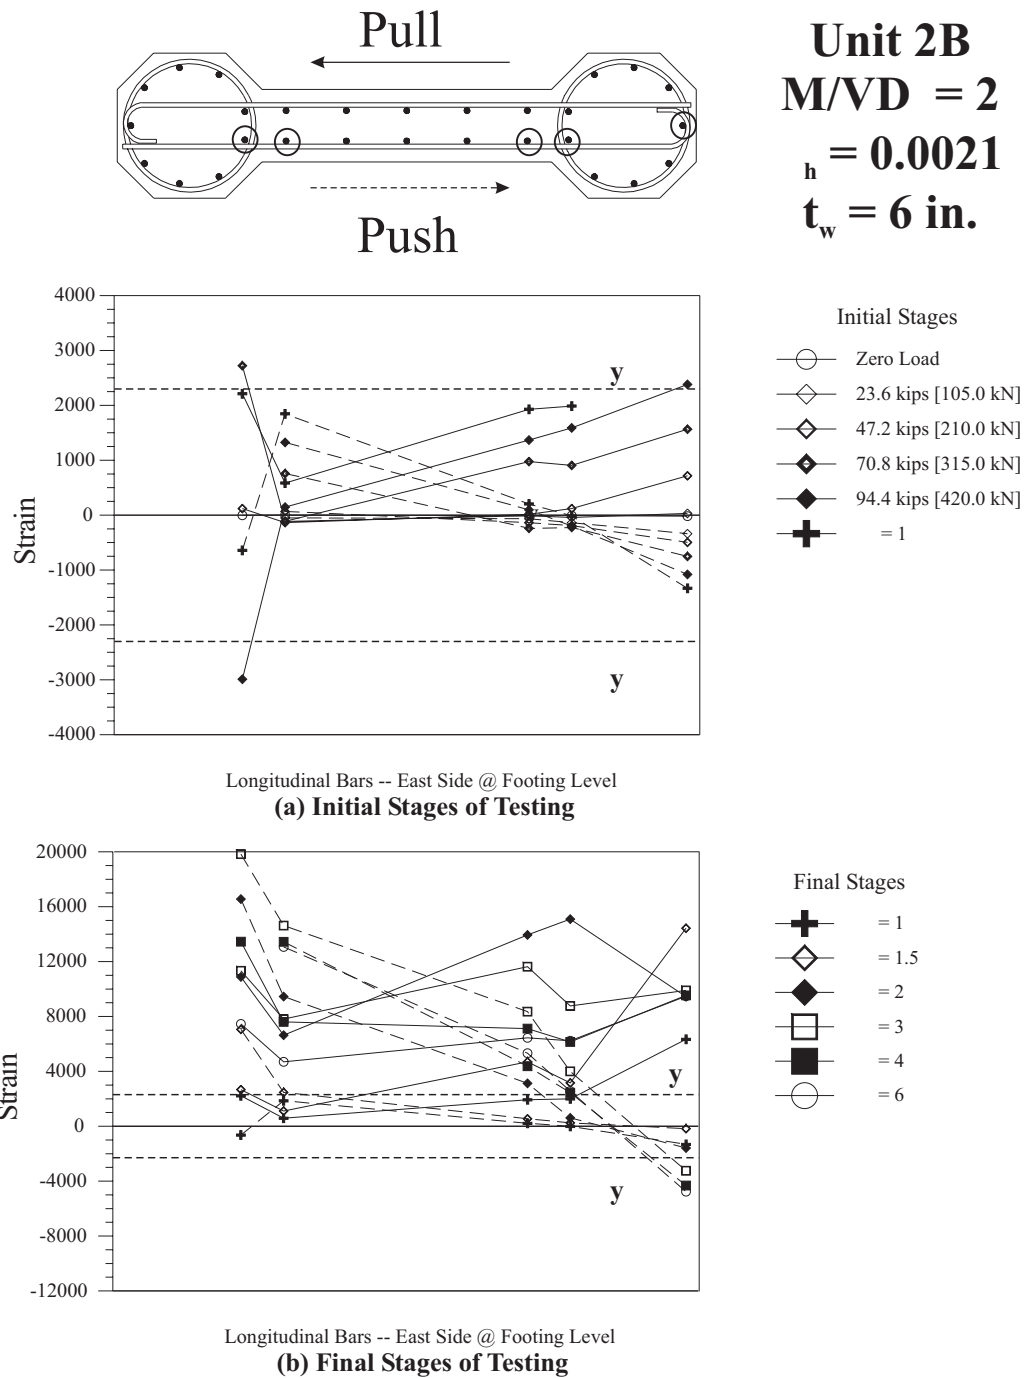 Pull
Push
Unit 2B
M/VD = 2
h = 0.0021
tw = 6 in.
4000
3000
2000
1000
0
-1000
-2000
-3000
-4000
Strain
y
y
Initial Stages
Zero Load
23.6 kips [105.0 kN]
47.2 kips [210.0 kN]
70.8 kips [315.0 kN]
94.4 kips [420.0 kN]
= 1
Longitudinal Bars -- East Side @ Footing Level
(a) Initial Stages of Testing
20000
16000
12000
8000
4000
0
-4000
-8000
-12000
Strain
y
y
Final Stages
= 1
= 1.5
= 2
= 3
= 4
= 6
Longitudinal Bars -- East Side @ Footing Level
(b) Final Stages of Testing